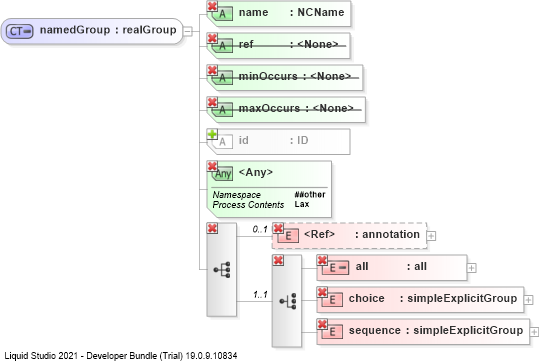 CT namedGroup : realGroup
A name : NCName
A ref : <None>
A minOccurs : <None>
A maxOccurs : <None>
A id : ID
Any <Any>
Namespace ##other
Process Contents Lax
0..1 E <Ref> : annotation
E all : all
1..1 E choice : simpleExplicitGroup
E sequence : simpleExplicitGroup
Liquid Studio 2021 - Developer Bundle (Trial) 19.0.9.10834